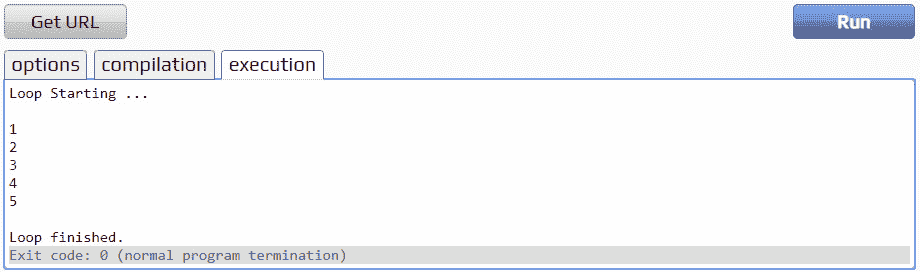 Get URL Run
options compilation execution
Loop Starting ...
1
2
3
4
5
Loop finished.
Exit code: 0 (normal program termination)